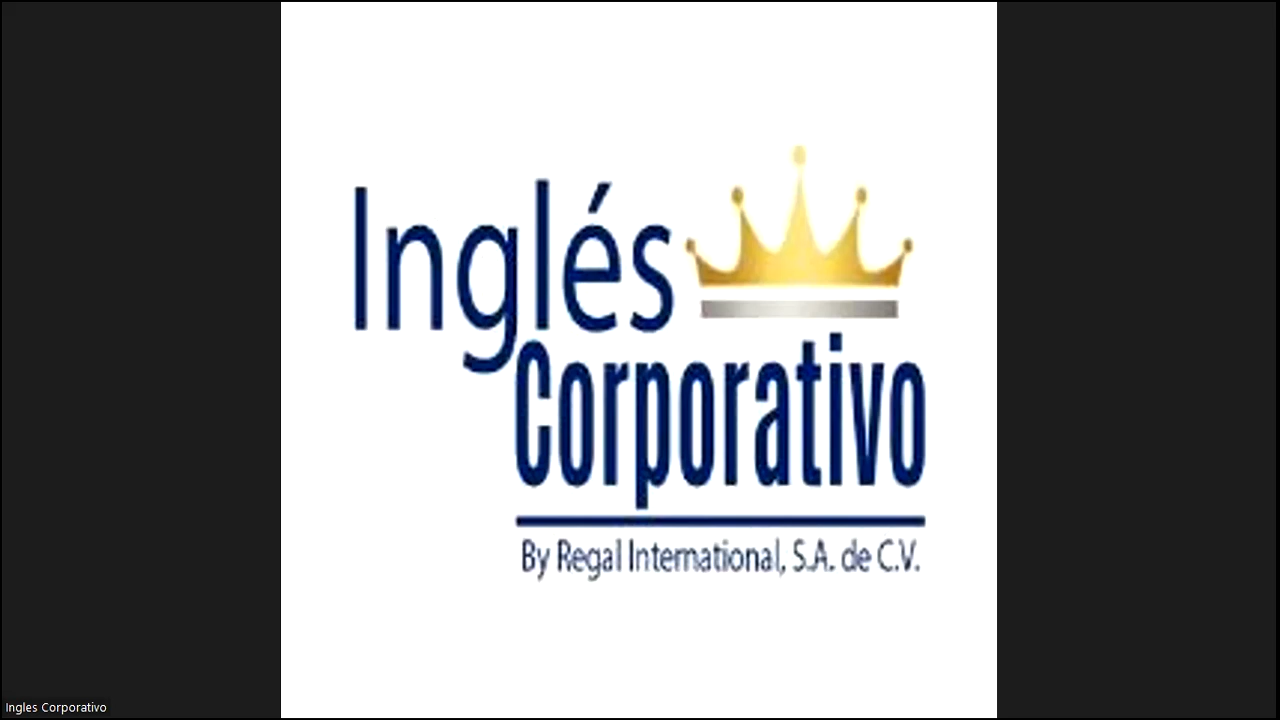 Inglés
Corporativo
By Regal International, S.A. de C.V.
Ingles Corporativo